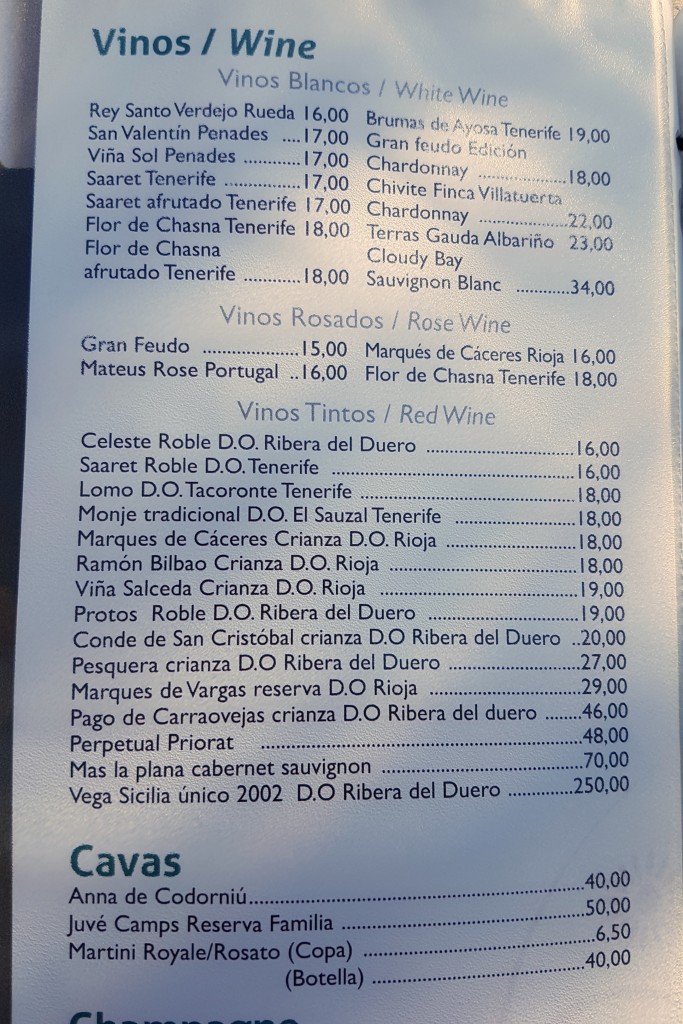 Vinos / Wine
Vinos Blancos / White Wine
Rey Santo Verdejo Rueda 16,00
San Valentín Penades ....17,00
Viña Sol Penades ...........17,00
Saaret Tenerife ..............17,00
Saaret afrutado Tenerife 17,00
Flor de Chasna Tenerife 18,00
Flor de Chasna
afrutado Tenerife ............18,00
Brumas de Ayosa Tenerife 19,00
Gran feudo Edición
Chardonnay ..................18,00
Chivite Finca Villatuerta
Chardonnay ..................22,00
Terras Gauda Albariño 23,00
Cloudy Bay
Sauvignon Blanc ...........34,00
Vinos Rosados / Rose Wine
Gran Feudo ....................15,00
Mateus Rose Portugal ..16,00
Marqués de Cáceres Rioja 16,00
Flor de Chasna Tenerife 18,00
Vinos Tintos / Red Wine
Celeste Roble D.O. Ribera del Duero ..............................16,00
Saaret Roble D.O. Tenerife .................................................16,00
Lomo D.O. Tacoronte Tenerife ...........................................18,00
Monje tradicional D.O. El Sauzal Tenerife ........................18,00
Marques de Cáceres Crianza D.O. Rioja ..........................18,00
Ramón Bilbao Crianza D.O. Rioja ......................................18,00
Viña Salceda Crianza D.O. Rioja ........................................19,00
Protos Roble D.O. Ribera del Duero ..............................19,00
Conde de San Cristóbal crianza D.O Ribera del Duero ..20,00
Pesquera crianza D.O Ribera del Duero ..........................27,00
Marques de Vargas reserva D.O Rioja ..............................29,00
Pago de Carraovejas crianza D.O Ribera del duero ........46,00
Perpetual Priorat ................................................................48,00
Mas la plana cabernet sauvignon ........................................70,00
Vega Sicilia único 2002 D.O Ribera del Duero .............250,00
Cavas
Anna de Codorniú...................................................................40,00
Juvé Camps Reserva Familia ................................................50,00
Martini Royale/Rosato (Copa) ..............................................6,50
(Botella) ..........................................40,00
Champagne